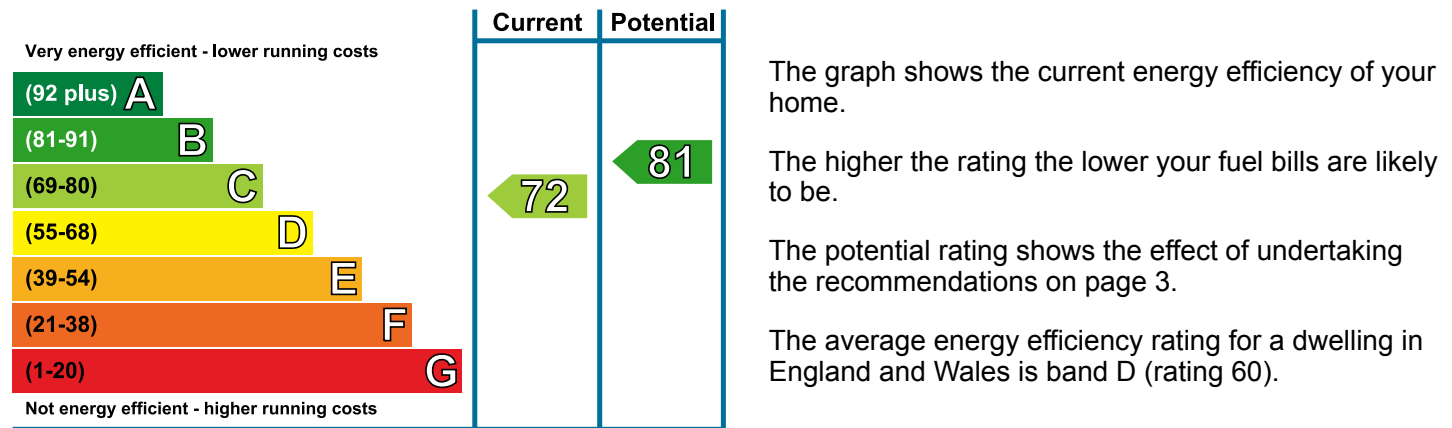 Current Potential
Very energy efficient - lower running costs
(92 plus) A
(81-91) B
(69-80) C
(55-68) D
(39-54) E
(21-38) F
(1-20) G
Not energy efficient - higher running costs
72
81
The graph shows the current energy efficiency of your
home.
The higher the rating the lower your fuel bills are likely
to be.
The potential rating shows the effect of undertaking
the recommendations on page 3.
The average energy efficiency rating for a dwelling in
England and Wales is band D (rating 60).